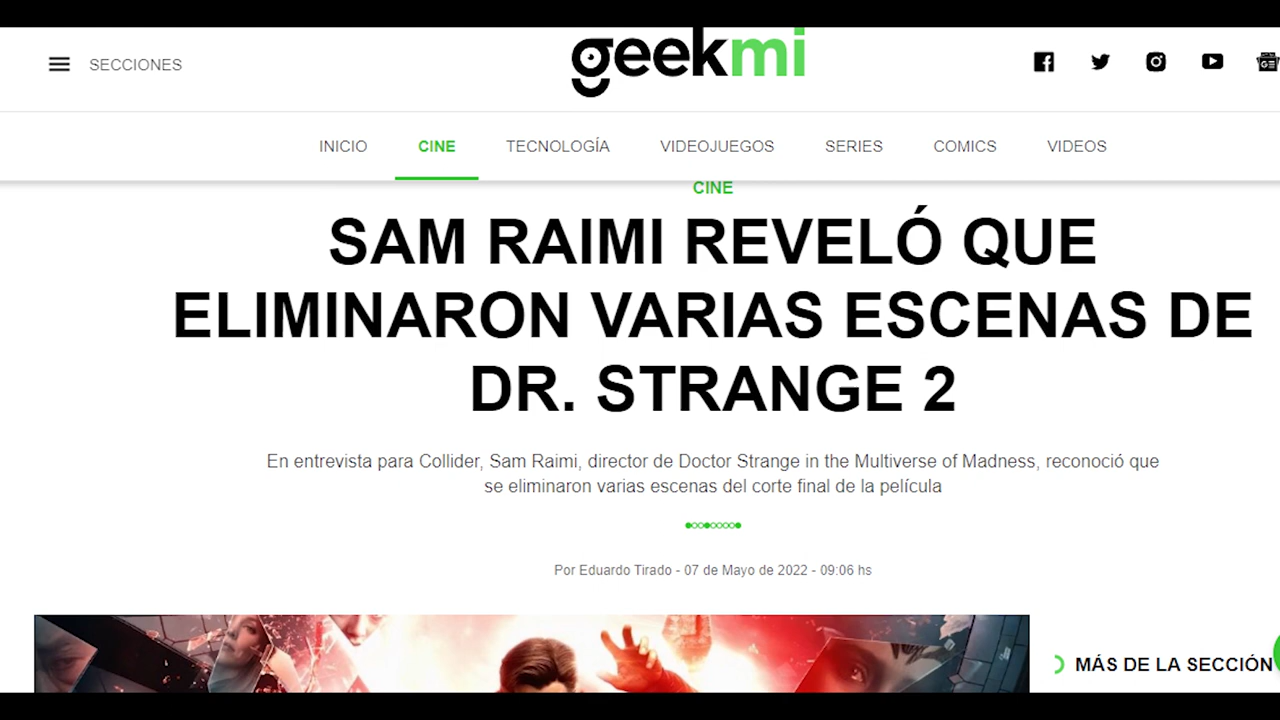 SECCIONES
geekmi
GE
INICIO CINE TECNOLOGÍA VIDEOJUEGOS SERIES COMICS VIDEOS
CINE
SAM RAIMI REVELÓ QUE
ELIMINARON VARIAS ESCENAS DE
DR. STRANGE 2
En entrevista para Collider, Sam Raimi, director de Doctor Strange in the Multiverse of Madness, reconoció que
se eliminaron varias escenas del corte final de la película
Por Eduardo Tirado - 07 de Mayo de 2022 - 09:06 hs
MÁS DE LA SECCIÓN